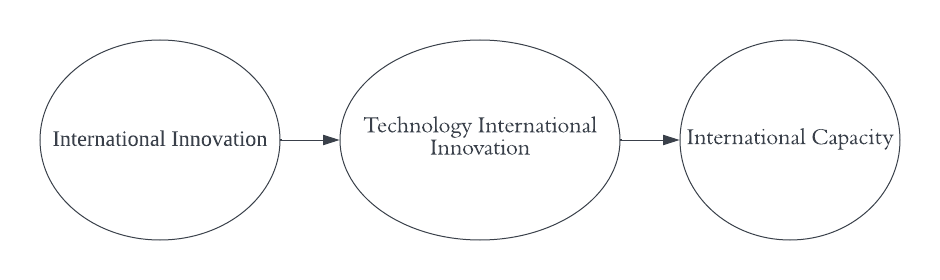 International Innovation
Technology International
Innovation
International Capacity